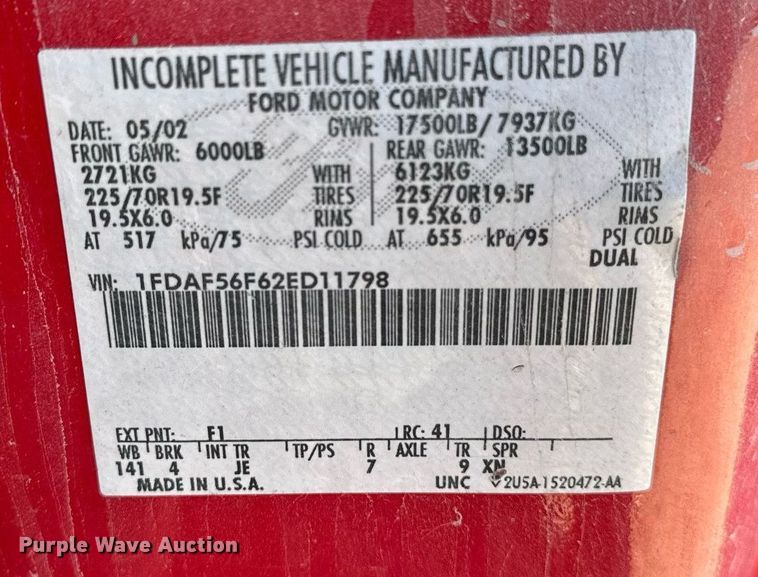 INCOMPLETE VEHICLE MANUFACTURED BY
FORD MOTOR COMPANY
DATE: 05/02 GVWR: 17500LB/ 7937KG
FRONT GAWR: 6000LB REAR GAWR: 13500LB
2721KG WITH 6123KG WITH
225/70R19.5F TIRES 225/70R19.5F TIRES
19.5X6.0 RIMS 19.5X6.0 RIMS
AT 517 kPa/75 PSI COLD AT 655 kPa/95 PSI COLD
DUAL
VIN: 1FDAF56F62ED11798
EXT PNT: F1 RC: 41 DSO:
WB BRK INT TR TP/PS R AXLE TR SPR
141 4 JE 7 9 XN
MADE IN U.S.A. UNC 2U5A-1520472-AA
Purple Wave Auction